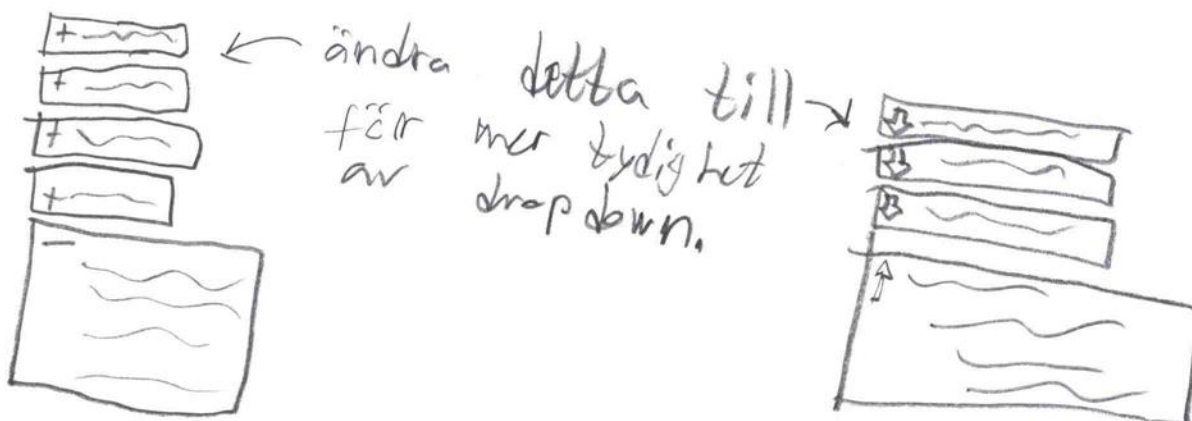 ändra detta till
för mer tydighet
av dropdown.